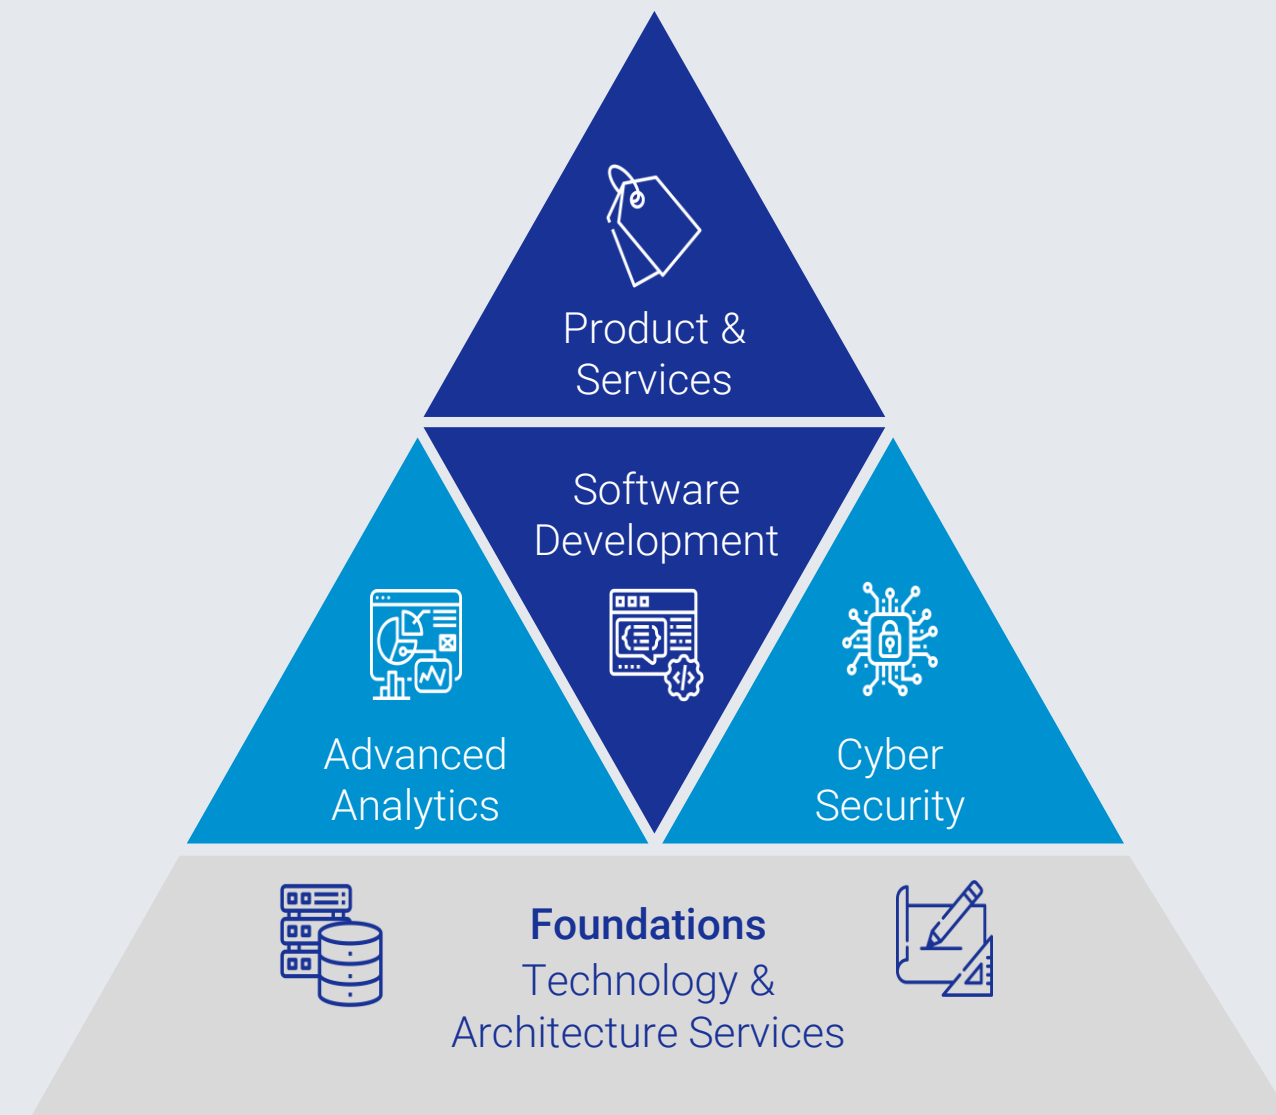 Product &
Services
Software
Development
Advanced
Analytics
Cyber
Security
Foundations
Technology &
Architecture Services